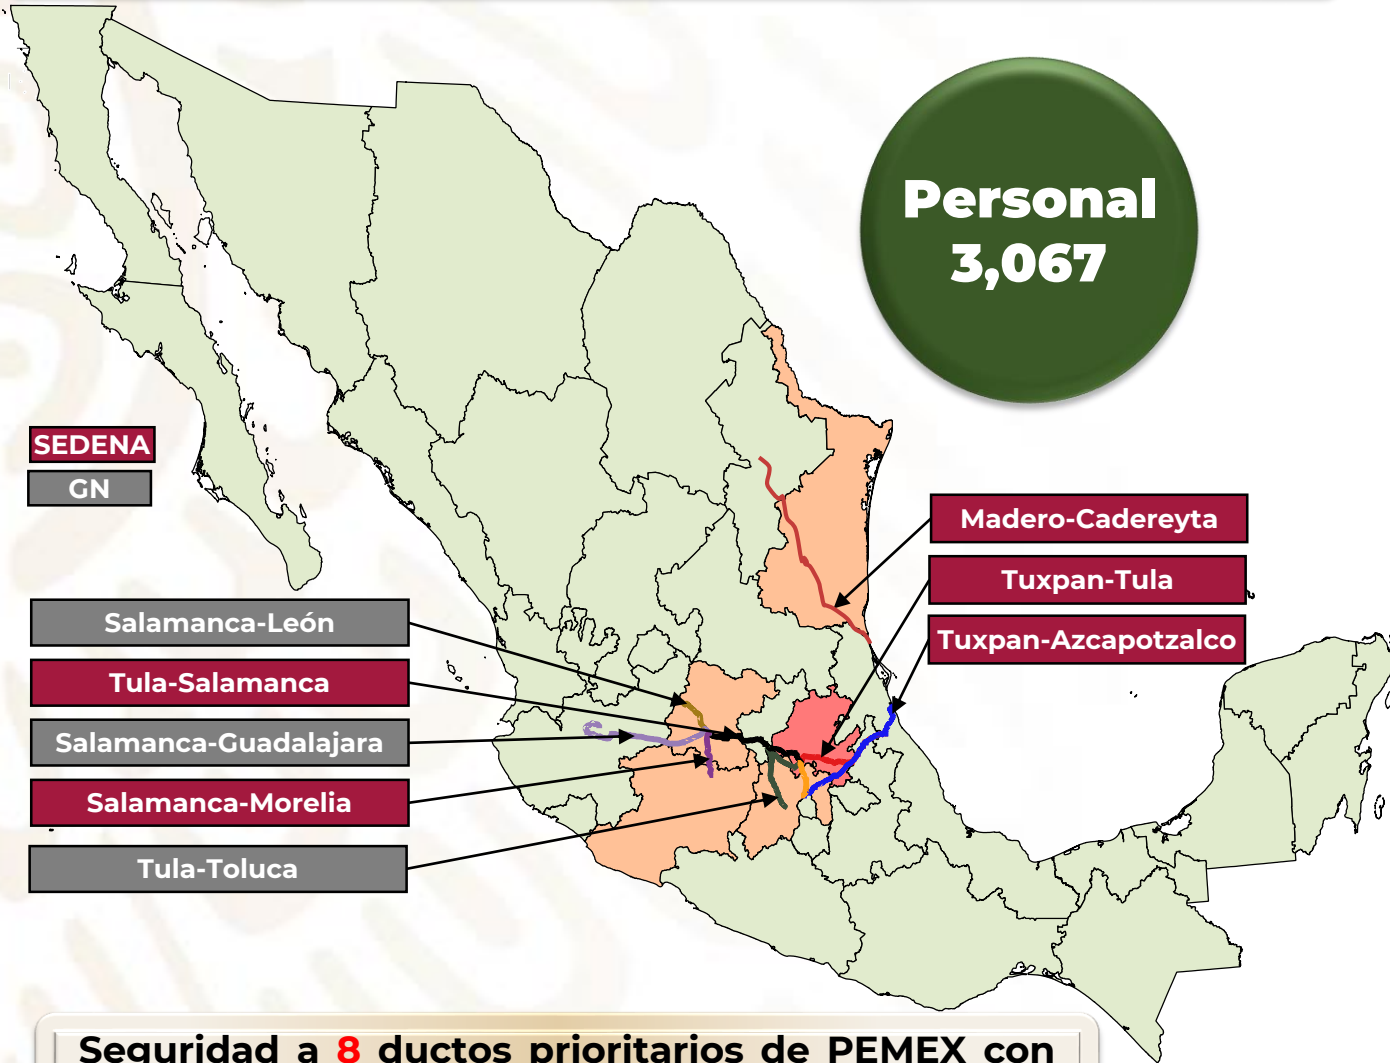 Personal
3,067
SEDENA
GN
Madero-Cadereyta
Tuxpan-Tula
Tuxpan-Azcapotzalco
Salamanca-León
Tula-Salamanca
Salamanca-Guadalajara
Salamanca-Morelia
Tula-Toluca
Seguridad a 8 ductos prioritarios de PEMEX con